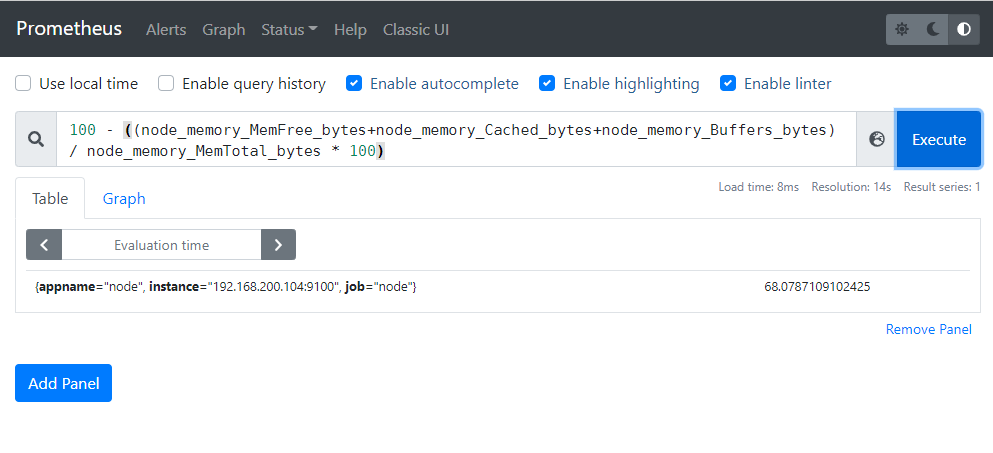 Prometheus Alerts Graph Status Help Classic UI
Use local time Enable query history Enable autocomplete Enable highlighting Enable linter
100 - ((node_memory_MemFree_bytes+node_memory_Cached_bytes+node_memory_Buffers_bytes)
/ node_memory_MemTotal_bytes * 100)
Execute
Load time: 8ms Resolution: 14s Result series: 1
Table Graph
Evaluation time
{appname="node", instance="192.168.200.104:9100", job="node"} 68.0787109102425
Remove Panel
Add Panel